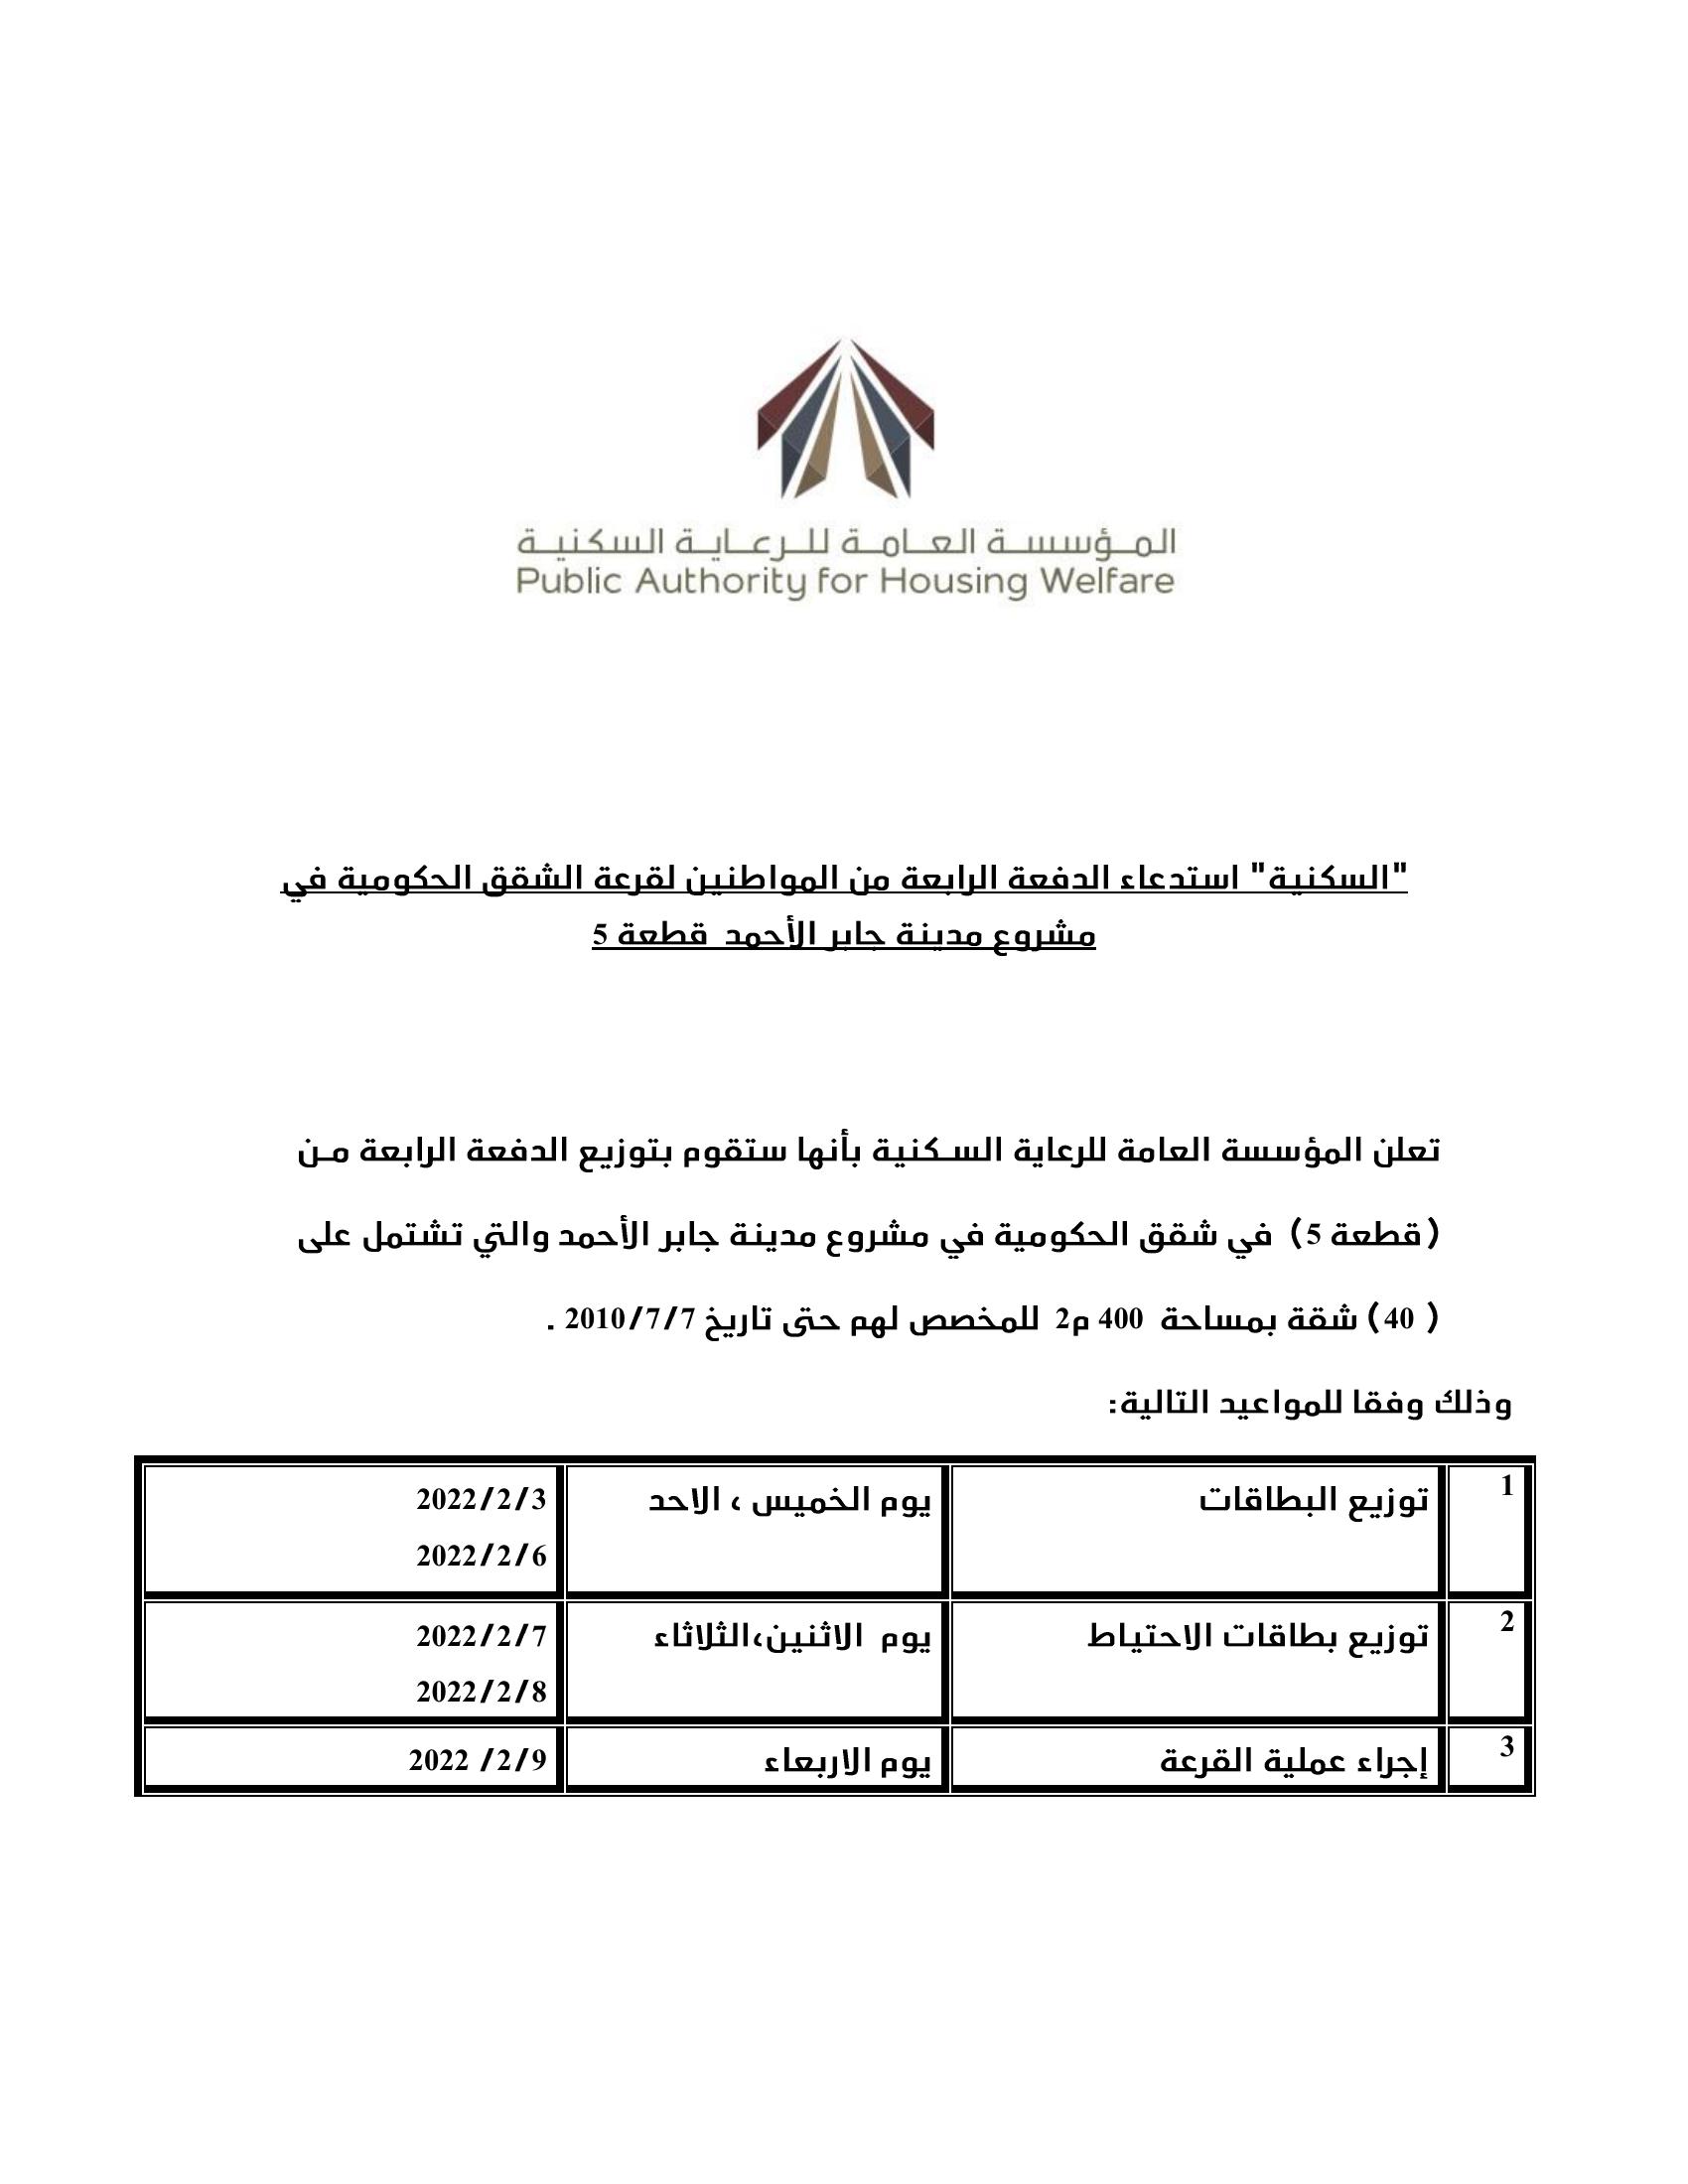 المؤسسة العامة للرعاية السكنية
Public Authority for Housing Welfare
"السكنية" استدعاء الدفعة الرابعة من المواطنين لقرعة الشقق الحكومية في
مشروع مدينة جابر الأحمد قطعة 5
تعلن المؤسسة العامة للرعاية السكنية بأنها ستقوم بتوزيع الدفعة الرابعة من
(قطعة 5) في شقق الحكومية في مشروع مدينة جابر الأحمد والتي تشتمل على
( 40) شقة بمساحة 400 م2 للمخصص لهم حتى تاريخ 2010/7/7 .
وذلك وفقا للمواعيد التالية:
1 توزيع البطاقات يوم الخميس ، الاحد 2022/2/3
2022/2/6
2 توزيع بطاقات الاحتياط يوم الاثنين،الثلاثاء 2022/2/7
2022/2/8
3 إجراء عملية القرعة يوم الاربعاء 2022 /2/9